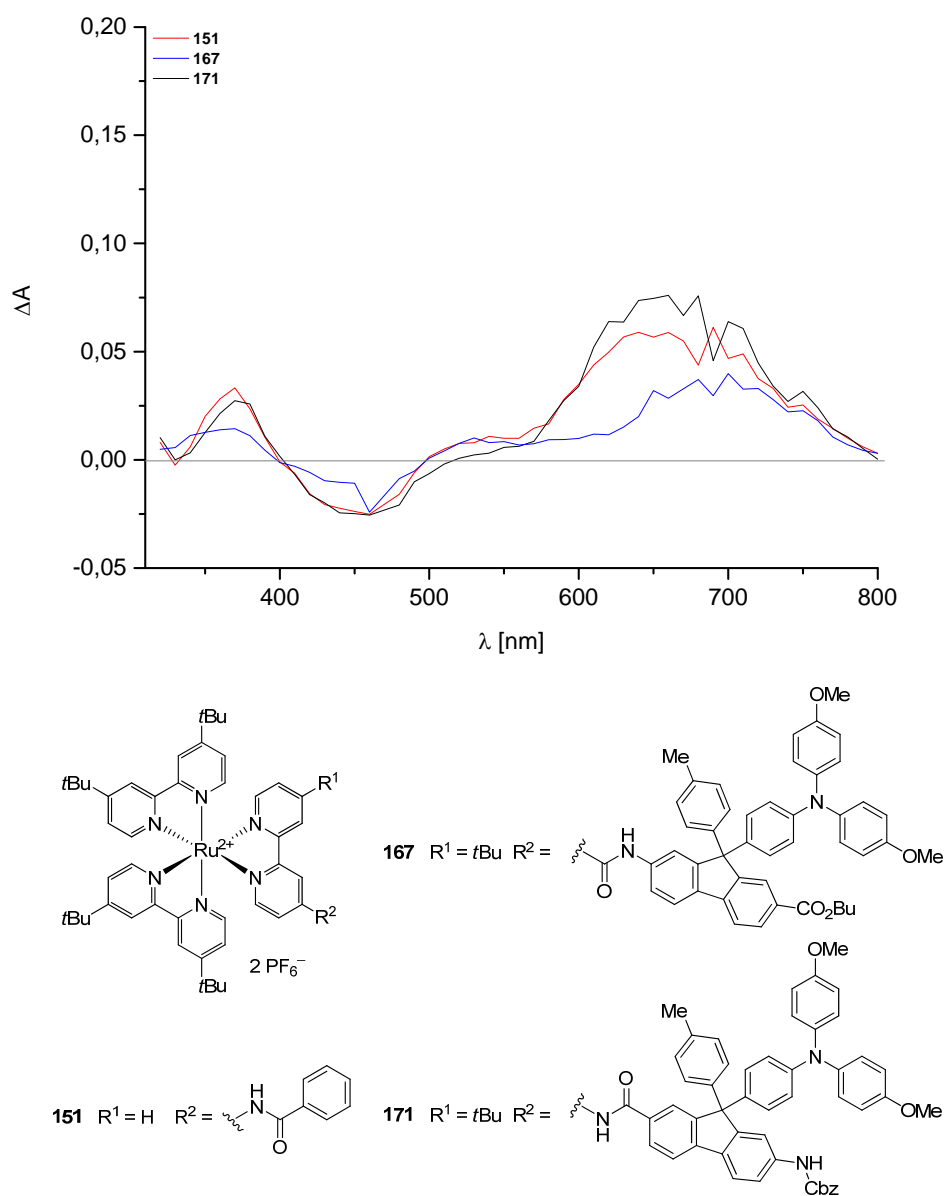 0,20
151
167
171
0,15
0,10
ΔA
0,05
0,00
-0,05
400 500 600 700 800
λ [nm]
OMe
tBu
Me
R¹
tBu
N
N
N
N
Ru²⁺
167 R¹ = tBu R² =
H
N
OMe
N
N
N
O
tBu
R²
CO₂Bu
2 PF₆⁻
OMe
tBu
Me
N
H
N
O
151 R¹ = H R² =
171 R¹ = tBu R² =
OMe
O
N
H
NH
Cbz